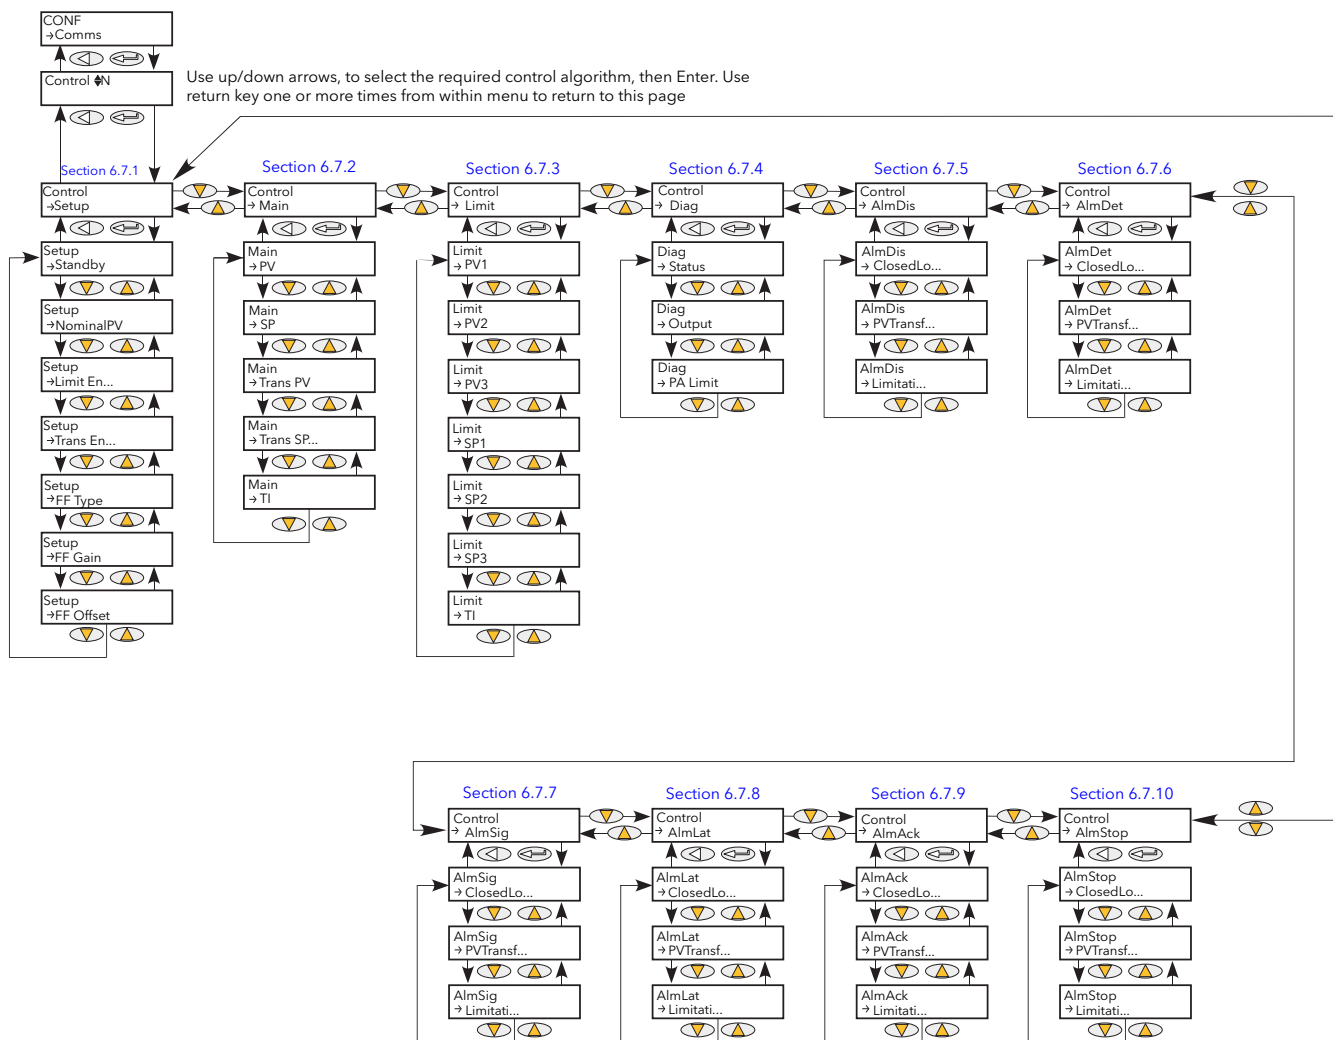 CONF
→Comms
Control ♦N
Use up/down arrows, to select the required control algorithm, then Enter. Use
return key one or more times from within menu to return to this page
Section 6.7.1
Control
→Setup
Setup
→Standby
Setup
→NominalPV
Setup
→Limit En...
Setup
→Trans En...
Setup
→FF Type
Setup
→FF Gain
Setup
→FF Offset
Section 6.7.2
Control
→ Main
Main
→ PV
Main
→ SP
Main
→ Trans PV
Main
→ Trans SP...
Main
→ TI
Section 6.7.3
Control
→ Limit
Limit
→ PV1
Limit
→ PV2
Limit
→ PV3
Limit
→ SP1
Limit
→ SP2
Limit
→ SP3
Limit
→ TI
Section 6.7.4
Control
→ Diag
Diag
→ Status
Diag
→ Output
Diag
→ PA Limit
Section 6.7.5
Control
→ AlmDis
AlmDis
→ ClosedLo...
AlmDis
→ PVTransf...
AlmDis
→ Limitati...
Section 6.7.6
Control
→ AlmDet
AlmDet
→ ClosedLo...
AlmDet
→ PVTransf...
AlmDet
→ Limitati...
Section 6.7.7
Control
→ AlmSig
AlmSig
→ ClosedLo...
AlmSig
→ PVTransf...
AlmSig
→ Limitati...
Section 6.7.8
Control
→ AlmLat
AlmLat
→ ClosedLo...
AlmLat
→ PVTransf...
AlmLat
→ Limitati...
Section 6.7.9
Control
→ AlmAck
AlmAck
→ ClosedLo...
AlmAck
→ PVTransf...
AlmAck
→ Limitati...
Section 6.7.10
Control
→ AlmStop
AlmStop
→ ClosedLo...
AlmStop
→ PVTransf...
AlmStop
→ Limitati...